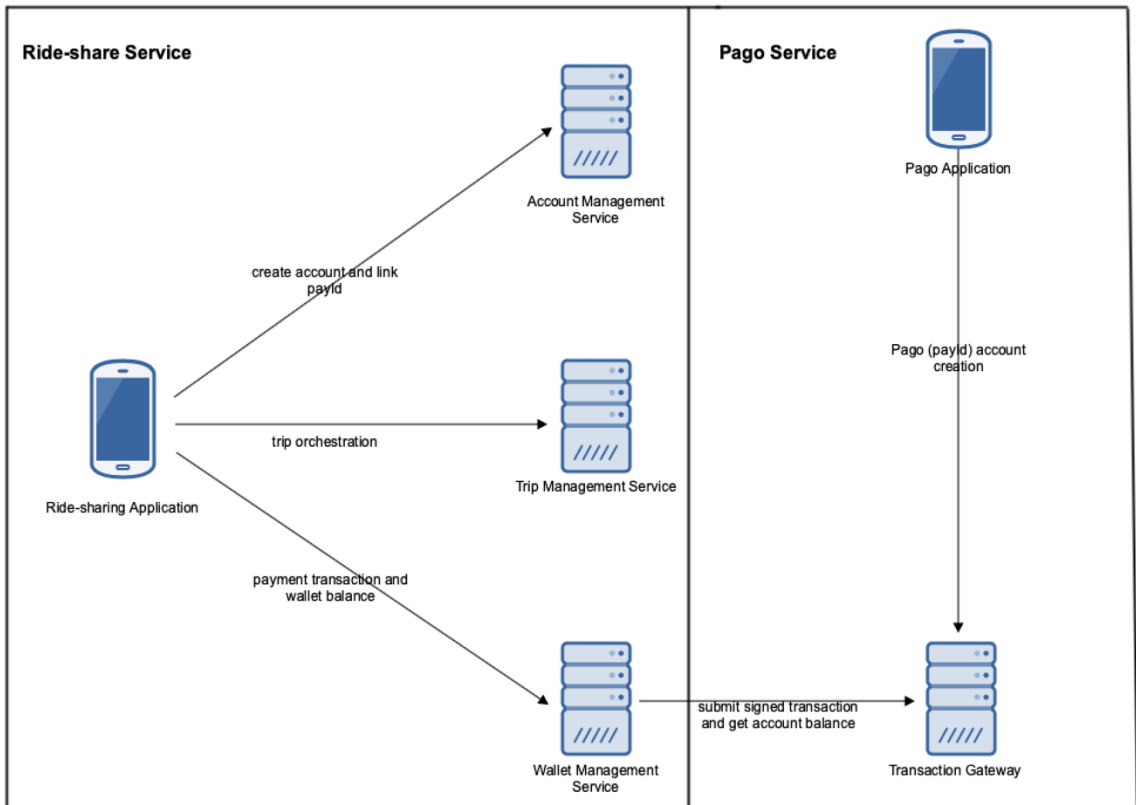 Ride-share Service
Pago Service
Account Management
Service
Pago Application
create account and link
payId
Pago (payId) account
creation
trip orchestration
Trip Management Service
Ride-sharing Application
payment transaction and
wallet balance
submit signed transaction
and get account balance
Wallet Management
Service
Transaction Gateway